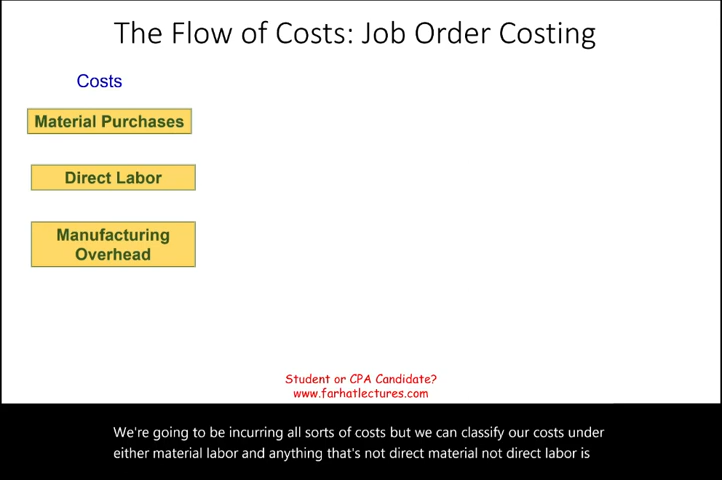 The Flow of Costs: Job Order Costing
Costs
Material Purchases
Direct Labor
Manufacturing
Overhead
Student or CPA Candidate?
www.farhatlectures.com
We're going to be incurring all sorts of costs but we can classify our costs under
either material labor and anything that's not direct material not direct labor is